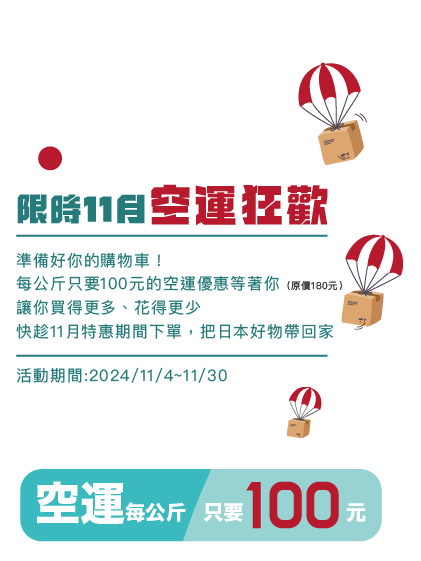 限時11月空運狂歡
準備好你的購物車！
每公斤只要100元的空運優惠等著你（原價180元）
讓你買得更多、花得更少
快趁11月特惠期間下單，把日本好物帶回家
活動期間:2024/11/4~11/30
空運每公斤 只要100元